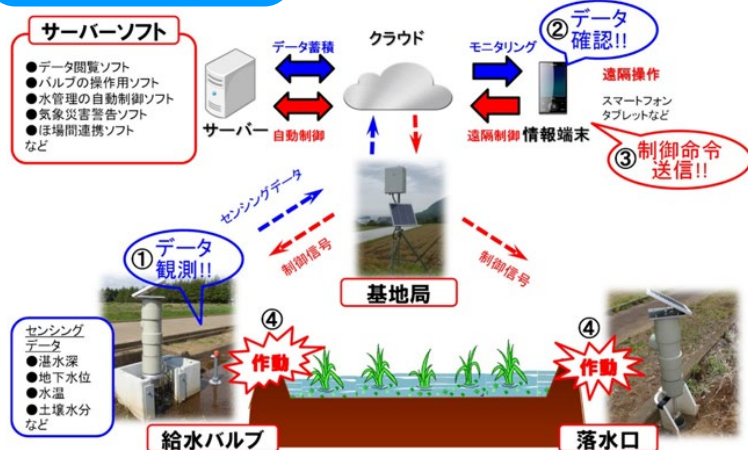 サーバーソフト
●データ閲覧ソフト
●バルブの操作用ソフト
●水管理の自動制御ソフト
●気象災害警告ソフト
●ほ場間連携ソフト
など
サーバー
データ蓄積
自動制御
クラウド
モニタリング
遠隔制御
②データ
確認!!
遠隔操作
スマートフォン
タブレットなど
情報端末
③制御命令
送信!!
センシングデータ
制御信号
制御信号
基地局
①データ
観測!!
センシング
データ
●湛水深
●地下水位
●水温
●土壌水分
など
④
作動
④
作動
給水バルブ
落水口